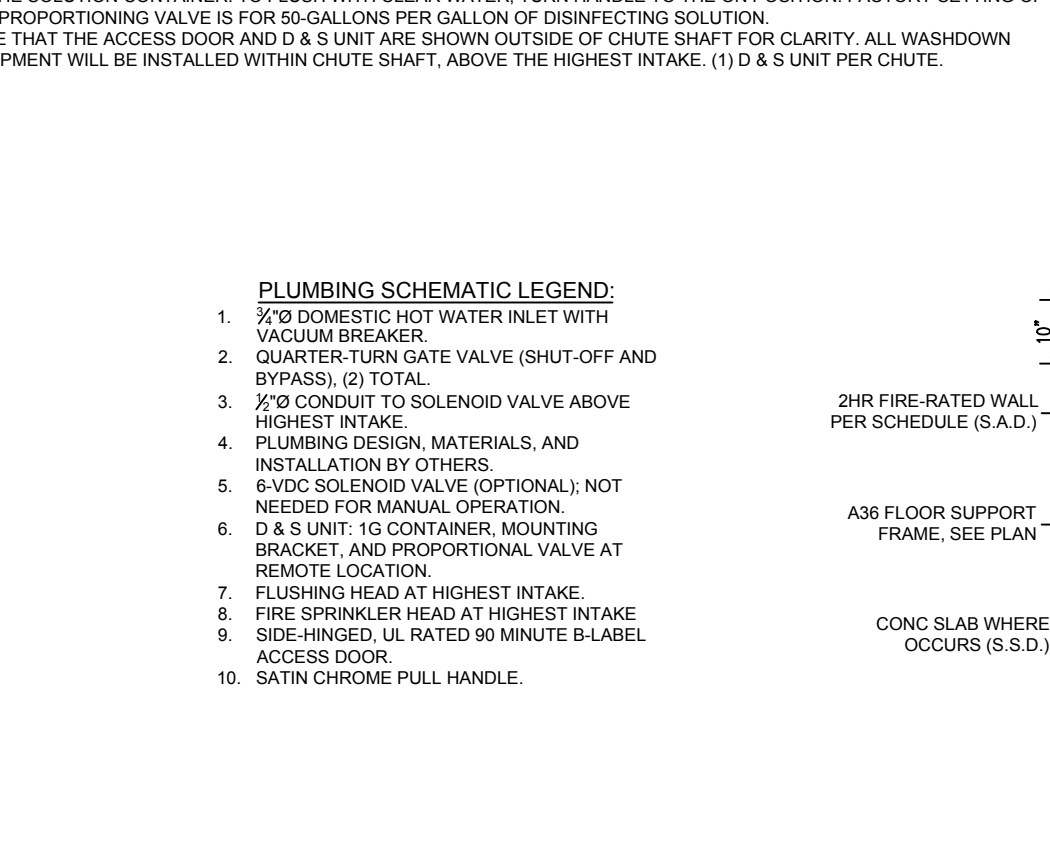 PROPORTIONING VALVE IS FOR 50-GALLONS PER GALLON OF DISINFECTING SOLUTION.
THAT THE ACCESS DOOR AND D & S UNIT ARE SHOWN OUTSIDE OF CHUTE SHAFT FOR CLARITY. ALL WASHDOWN
PMENT WILL BE INSTALLED WITHIN CHUTE SHAFT, ABOVE THE HIGHEST INTAKE. (1) D & S UNIT PER CHUTE.
PLUMBING SCHEMATIC LEGEND:
1. ¾"Ø DOMESTIC HOT WATER INLET WITH
VACUUM BREAKER.
2. QUARTER-TURN GATE VALVE (SHUT-OFF AND
BYPASS), (2) TOTAL.
3. ½"Ø CONDUIT TO SOLENOID VALVE ABOVE
HIGHEST INTAKE.
4. PLUMBING DESIGN, MATERIALS, AND
INSTALLATION BY OTHERS.
5. 6-VDC SOLENOID VALVE (OPTIONAL); NOT
NEEDED FOR MANUAL OPERATION.
6. D & S UNIT: 1G CONTAINER, MOUNTING
BRACKET, AND PROPORTIONAL VALVE AT
REMOTE LOCATION.
7. FLUSHING HEAD AT HIGHEST INTAKE.
8. FIRE SPRINKLER HEAD AT HIGHEST INTAKE
9. SIDE-HINGED, UL RATED 90 MINUTE B-LABEL
ACCESS DOOR.
10. SATIN CHROME PULL HANDLE.
10"
2HR FIRE-RATED WALL
PER SCHEDULE (S.A.D.)
A36 FLOOR SUPPORT
FRAME, SEE PLAN
CONC SLAB WHERE
OCCURS (S.S.D.)